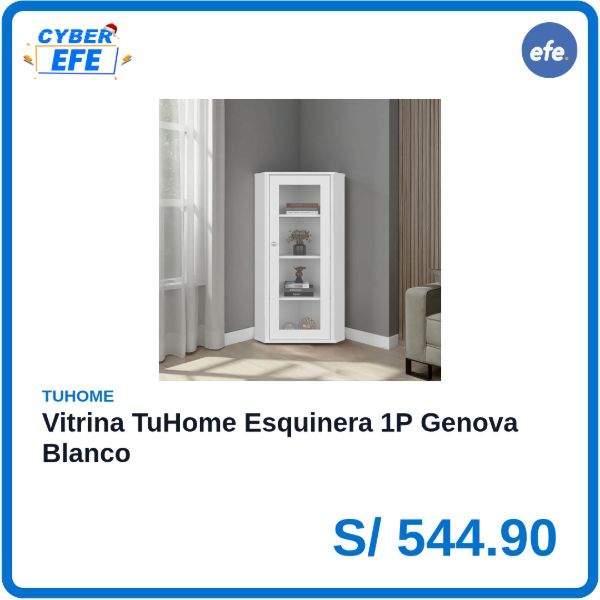 CYBER
EFE
efe.
TUHOME
Vitrina TuHome Esquinera 1P Genova
Blanco
S/ 544.90